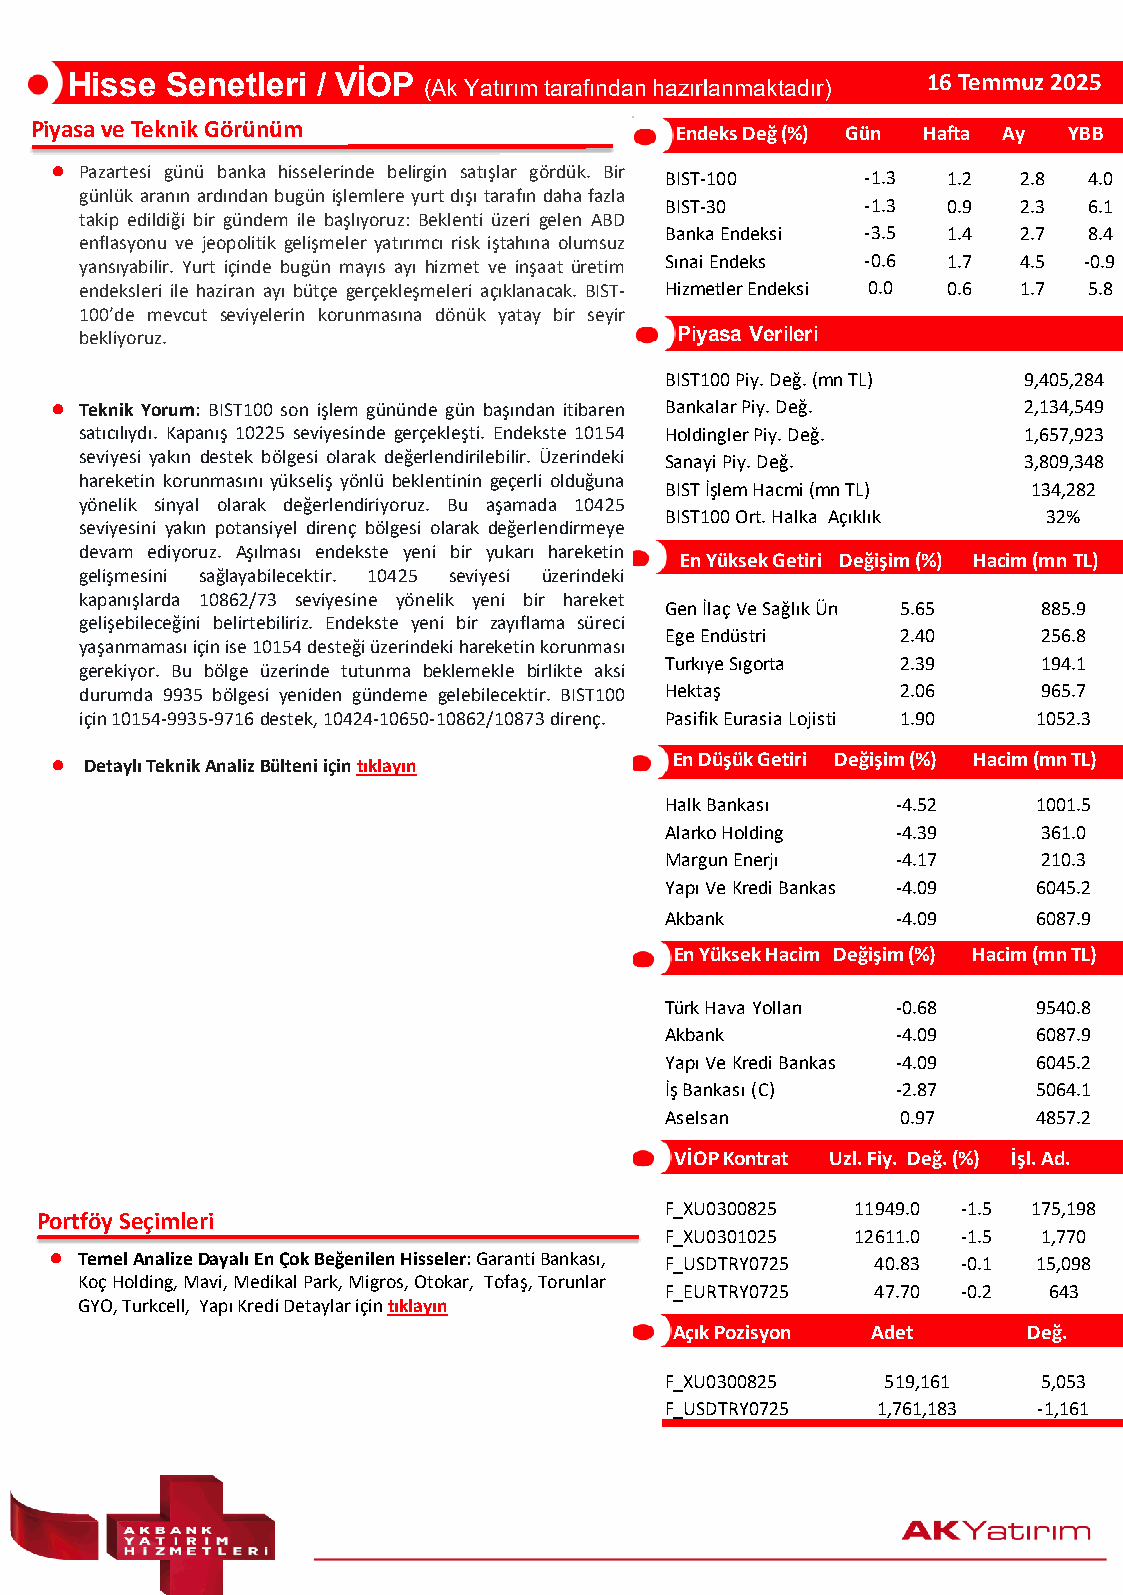 Hisse Senetleri / VİOP (Ak Yatırım tarafından hazırlanmaktadır) 16 Temmuz 2025
Piyasa ve Teknik Görünüm
Pazartesi günü banka hisselerinde belirgin satışlar gördük. Bir
günlük aranın ardından bugün işlemlere yurt dışı tarafın daha fazla
takip edildiği bir gündem ile başlıyoruz: Beklenti üzeri gelen ABD
enflasyonu ve jeopolitik gelişmeler yatırımcı risk iştahına olumsuz
yansıyabilir. Yurt içinde bugün mayıs ayı hizmet ve inşaat üretim
endeksleri ile haziran ayı bütçe gerçekleşmeleri açıklanacak. BIST-
100’de mevcut seviyelerin korunmasına dönük yatay bir seyir
bekliyoruz.
Teknik Yorum: BIST100 son işlem gününde gün başından itibaren
satıcılıydı. Kapanış 10225 seviyesinde gerçekleşti. Endekste 10154
seviyesi yakın destek bölgesi olarak değerlendirilebilir. Üzerindeki
hareketin korunmasını yükseliş yönlü beklentinin geçerli olduğuna
yönelik sinyal olarak değerlendiriyoruz. Bu aşamada 10425
seviyesini yakın potansiyel direnç bölgesi olarak değerlendirmeye
devam ediyoruz. Aşılması endekste yeni bir yukarı hareketin
gelişmesini sağlayabilecektir. 10425 seviyesi üzerindeki
kapanışlarda 10862/73 seviyesine yönelik yeni bir hareket
gelişebileceğini belirtebiliriz. Endekste yeni bir zayıflama süreci
yaşanmaması için ise 10154 desteği üzerindeki hareketin korunması
gerekiyor. Bu bölge üzerinde tutunma beklemekle birlikte aksi
durumda 9935 bölgesi yeniden gündeme gelebilecektir. BIST100
için 10154-9935-9716 destek, 10424-10650-10862/10873 direnç.
Detaylı Teknik Analiz Bülteni için tıklayın
Portföy Seçimleri
Temel Analize Dayalı En Çok Beğenilen Hisseler: Garanti Bankası,
Koç Holding, Mavi, Medikal Park, Migros, Otokar, Tofaş, Torunlar
GYO, Turkcell, Yapı Kredi Detaylar için tıklayın
Endeks Değ (%) Gün Hafta Ay YBB
BIST-100 -1.3 1.2 2.8 4.0
BIST-30 -1.3 0.9 2.3 6.1
Banka Endeksi -3.5 1.4 2.7 8.4
Sınai Endeks -0.6 1.7 4.5 -0.9
Hizmetler Endeksi 0.0 0.6 1.7 5.8
Piyasa Verileri
BIST100 Piy. Değ. (mn TL) 9,405,284
Bankalar Piy. Değ. 2,134,549
Holdingler Piy. Değ. 1,657,923
Sanayi Piy. Değ. 3,809,348
BIST İşlem Hacmi (mn TL) 134,282
BIST100 Ort. Halka Açıklık 32%
En Yüksek Getiri Değişim (%) Hacim (mn TL)
Gen İlaç Ve Sağlık Ün 5.65 885.9
Ege Endüstri 2.40 256.8
Turkıye Sıgorta 2.39 194.1
Hektaş 2.06 965.7
Pasifik Eurasia Lojisti 1.90 1052.3
En Düşük Getiri Değişim (%) Hacim (mn TL)
Halk Bankası -4.52 1001.5
Alarko Holding -4.39 361.0
Margun Enerjı -4.17 210.3
Yapı Ve Kredi Bankas -4.09 6045.2
Akbank -4.09 6087.9
En Yüksek Hacim Değişim (%) Hacim (mn TL)
Türk Hava Yolları -0.68 9540.8
Akbank -4.09 6087.9
Yapı Ve Kredi Bankas -4.09 6045.2
İş Bankası (C) -2.87 5064.1
Aselsan 0.97 4857.2
VİOP Kontrat Uzl. Fiy. Değ. (%) İşl. Ad.
F_XU0300825 11949.0 -1.5 175,198
F_XU0301025 12611.0 -1.5 1,770
F_USDTRY0725 40.83 -0.1 15,098
F_EURTRY0725 47.70 -0.2 643
Açık Pozisyon Adet Değ.
F_XU0300825 519,161 5,053
F_USDTRY0725 1,761,183 -1,161
AKBANK
YATIRIM
HİZMETLERİ
AKYatırım